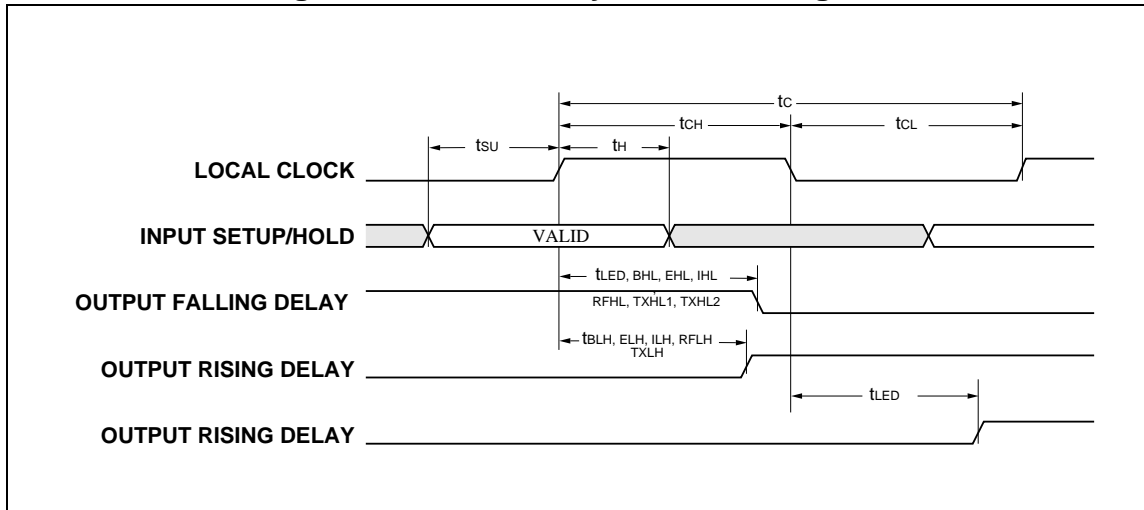 tC
tCH tCL
tSU tH
LOCAL CLOCK
INPUT SETUP/HOLD VALID
tLED, BHL, EHL, IHL
OUTPUT FALLING DELAY
RFHL, TXHL1, TXHL2
tBLH, ELH, ILH, RFLH
TXLH
OUTPUT RISING DELAY
tLED
OUTPUT RISING DELAY